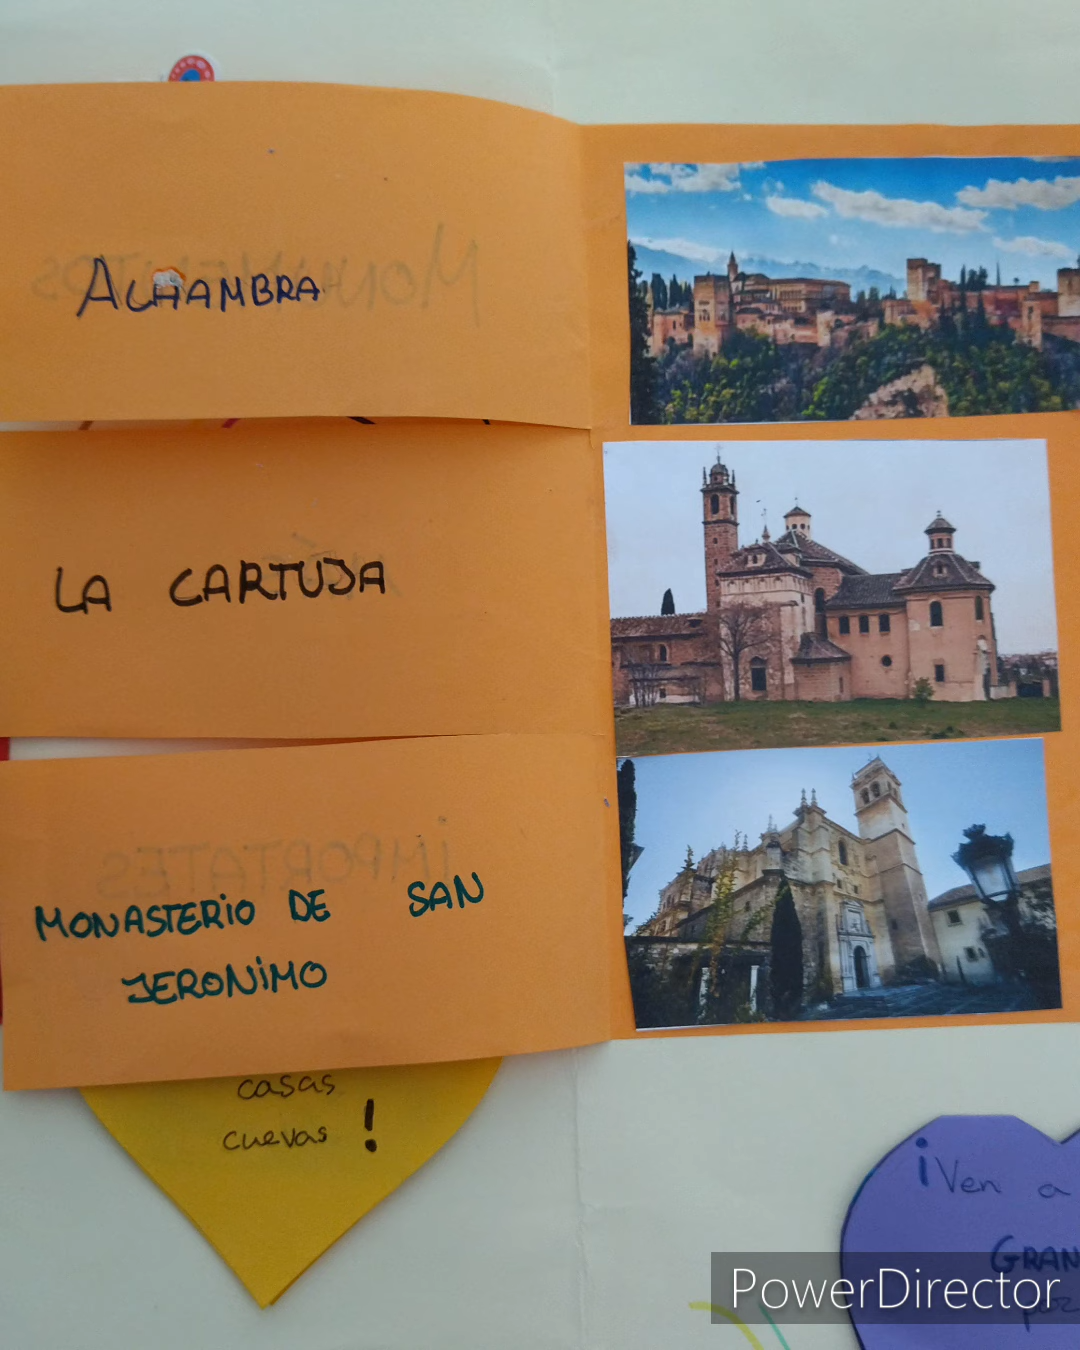 ALHAMBRA
LA CARTUJA
MONASTERIO DE SAN
JERONIMO
casas
cuevas !
¡Ven a
GRAN
PowerDirector